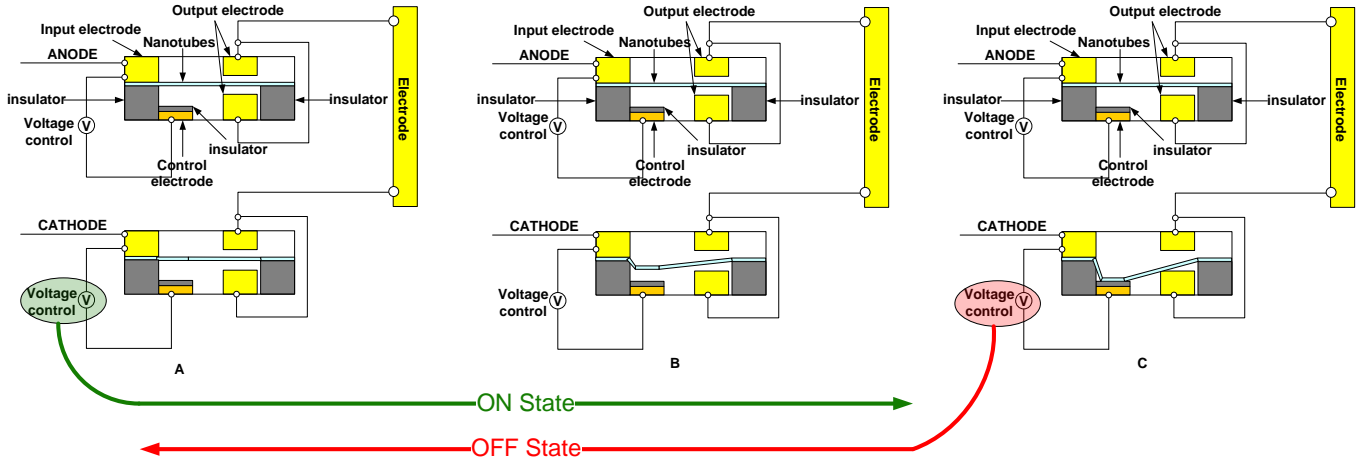 Output electrode
Input electrode
Nanotubes
ANODE
insulator
insulator
Voltage
control
V
insulator
Control
electrode
Electrode
CATHODE
Voltage
control
V
A
Output electrode
Input electrode
Nanotubes
ANODE
insulator
insulator
Voltage
control
V
insulator
Control
electrode
Electrode
CATHODE
Voltage
control
V
B
Output electrode
Input electrode
Nanotubes
ANODE
insulator
insulator
Voltage
control
V
insulator
Control
electrode
Electrode
CATHODE
Voltage
control
V
C
ON State
OFF State